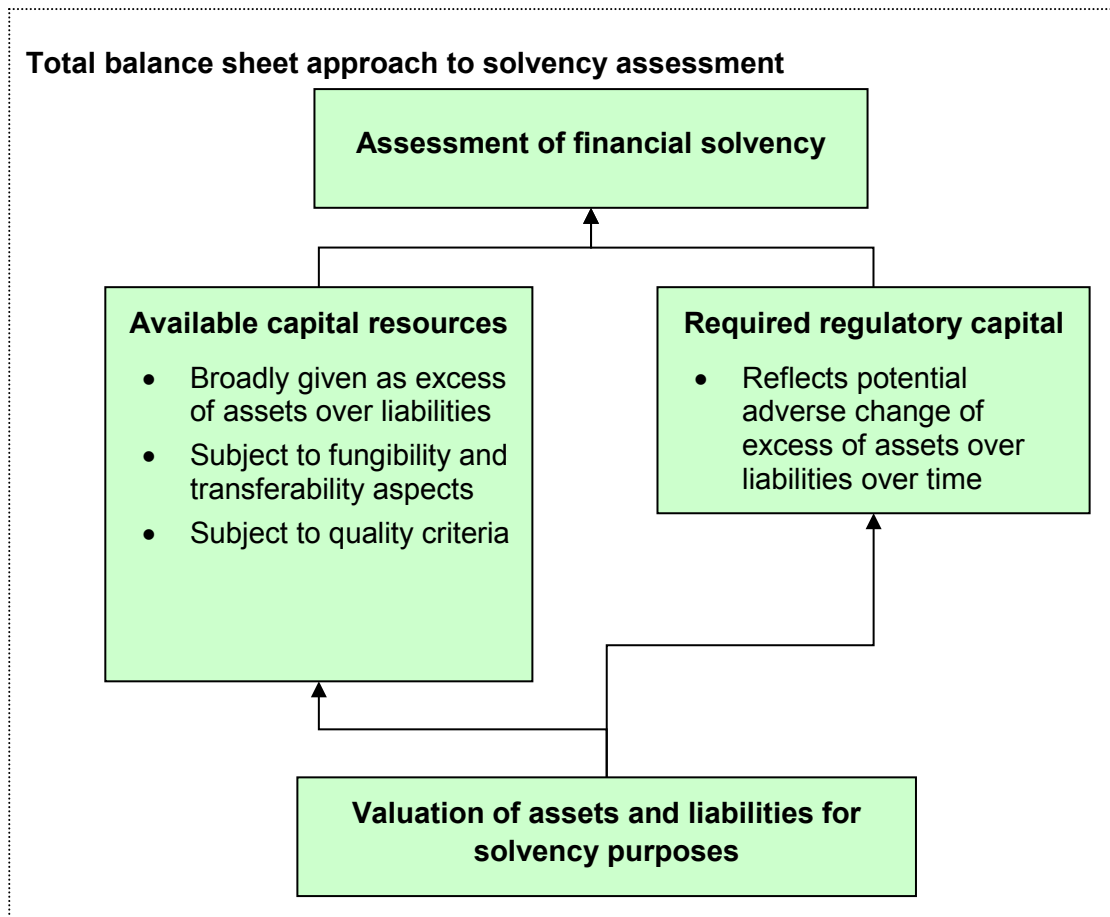 Total balance sheet approach to solvency assessment
Assessment of financial solvency
Available capital resources
• Broadly given as excess
of assets over liabilities
• Subject to fungibility and
transferability aspects
• Subject to quality criteria
Required regulatory capital
• Reflects potential
adverse change of
excess of assets over
liabilities over time
Valuation of assets and liabilities for
solvency purposes